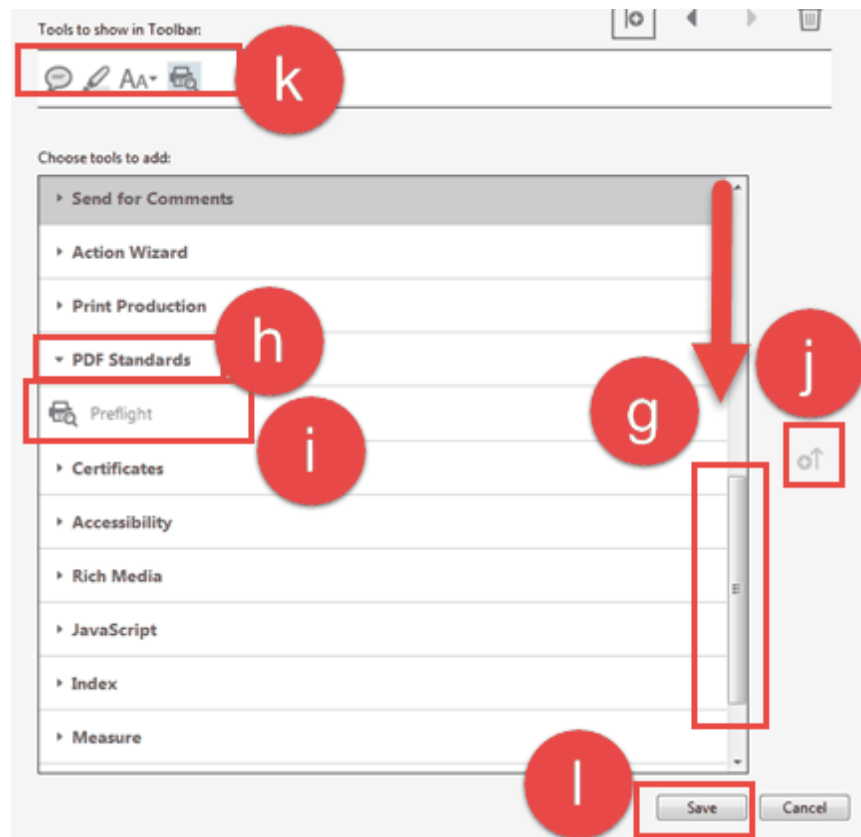 Tools to show in Toolbar:
AA
k
Choose tools to add:
Send for Comments
Action Wizard
Print Production
h
PDF Standards
j
g
Preflight
i
Certificates
Accessibility
Rich Media
JavaScript
Index
Measure
l
Save Cancel